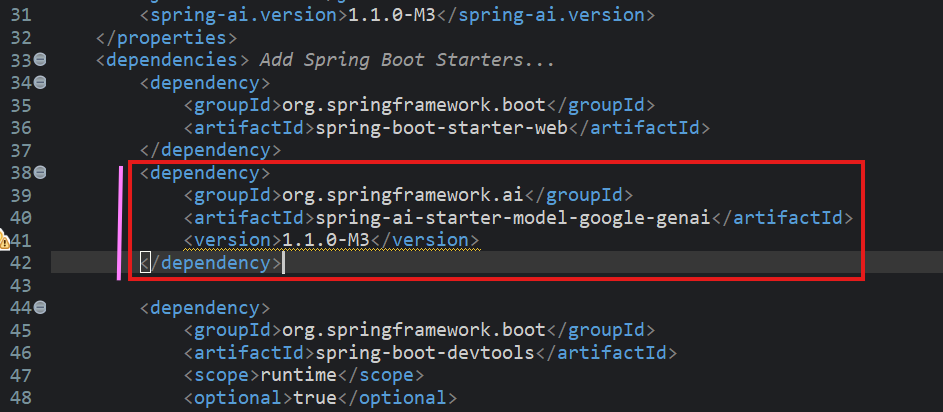 31 <spring-ai.version>1.1.0-M3</spring-ai.version>
32 </properties>
33 <dependencies> Add Spring Boot Starters...
34 <dependency>
35 <groupId>org.springframework.boot</groupId>
36 <artifactId>spring-boot-starter-web</artifactId>
37 </dependency>
38 <dependency>
39 <groupId>org.springframework.ai</groupId>
40 <artifactId>spring-ai-starter-model-google-genai</artifactId>
41 <version>1.1.0-M3</version>
42 </dependency>
43
44 <dependency>
45 <groupId>org.springframework.boot</groupId>
46 <artifactId>spring-boot-devtools</artifactId>
47 <scope>runtime</scope>
48 <optional>true</optional>